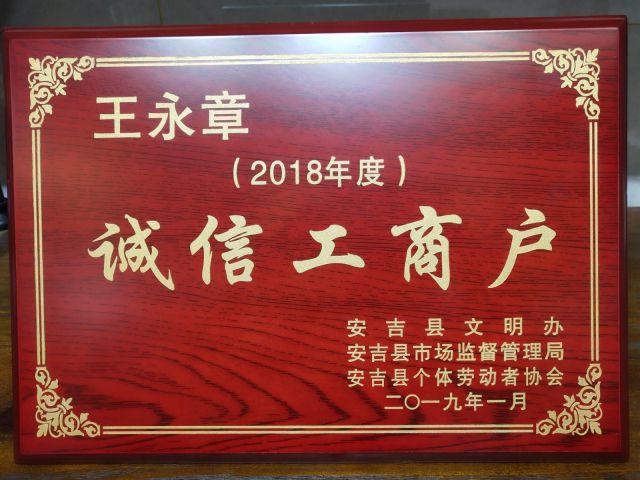 王永章
（2018年度）
诚信工商户
安吉县文明办
安吉县市场监督管理局
安吉县个体劳动者协会
二〇一九年一月